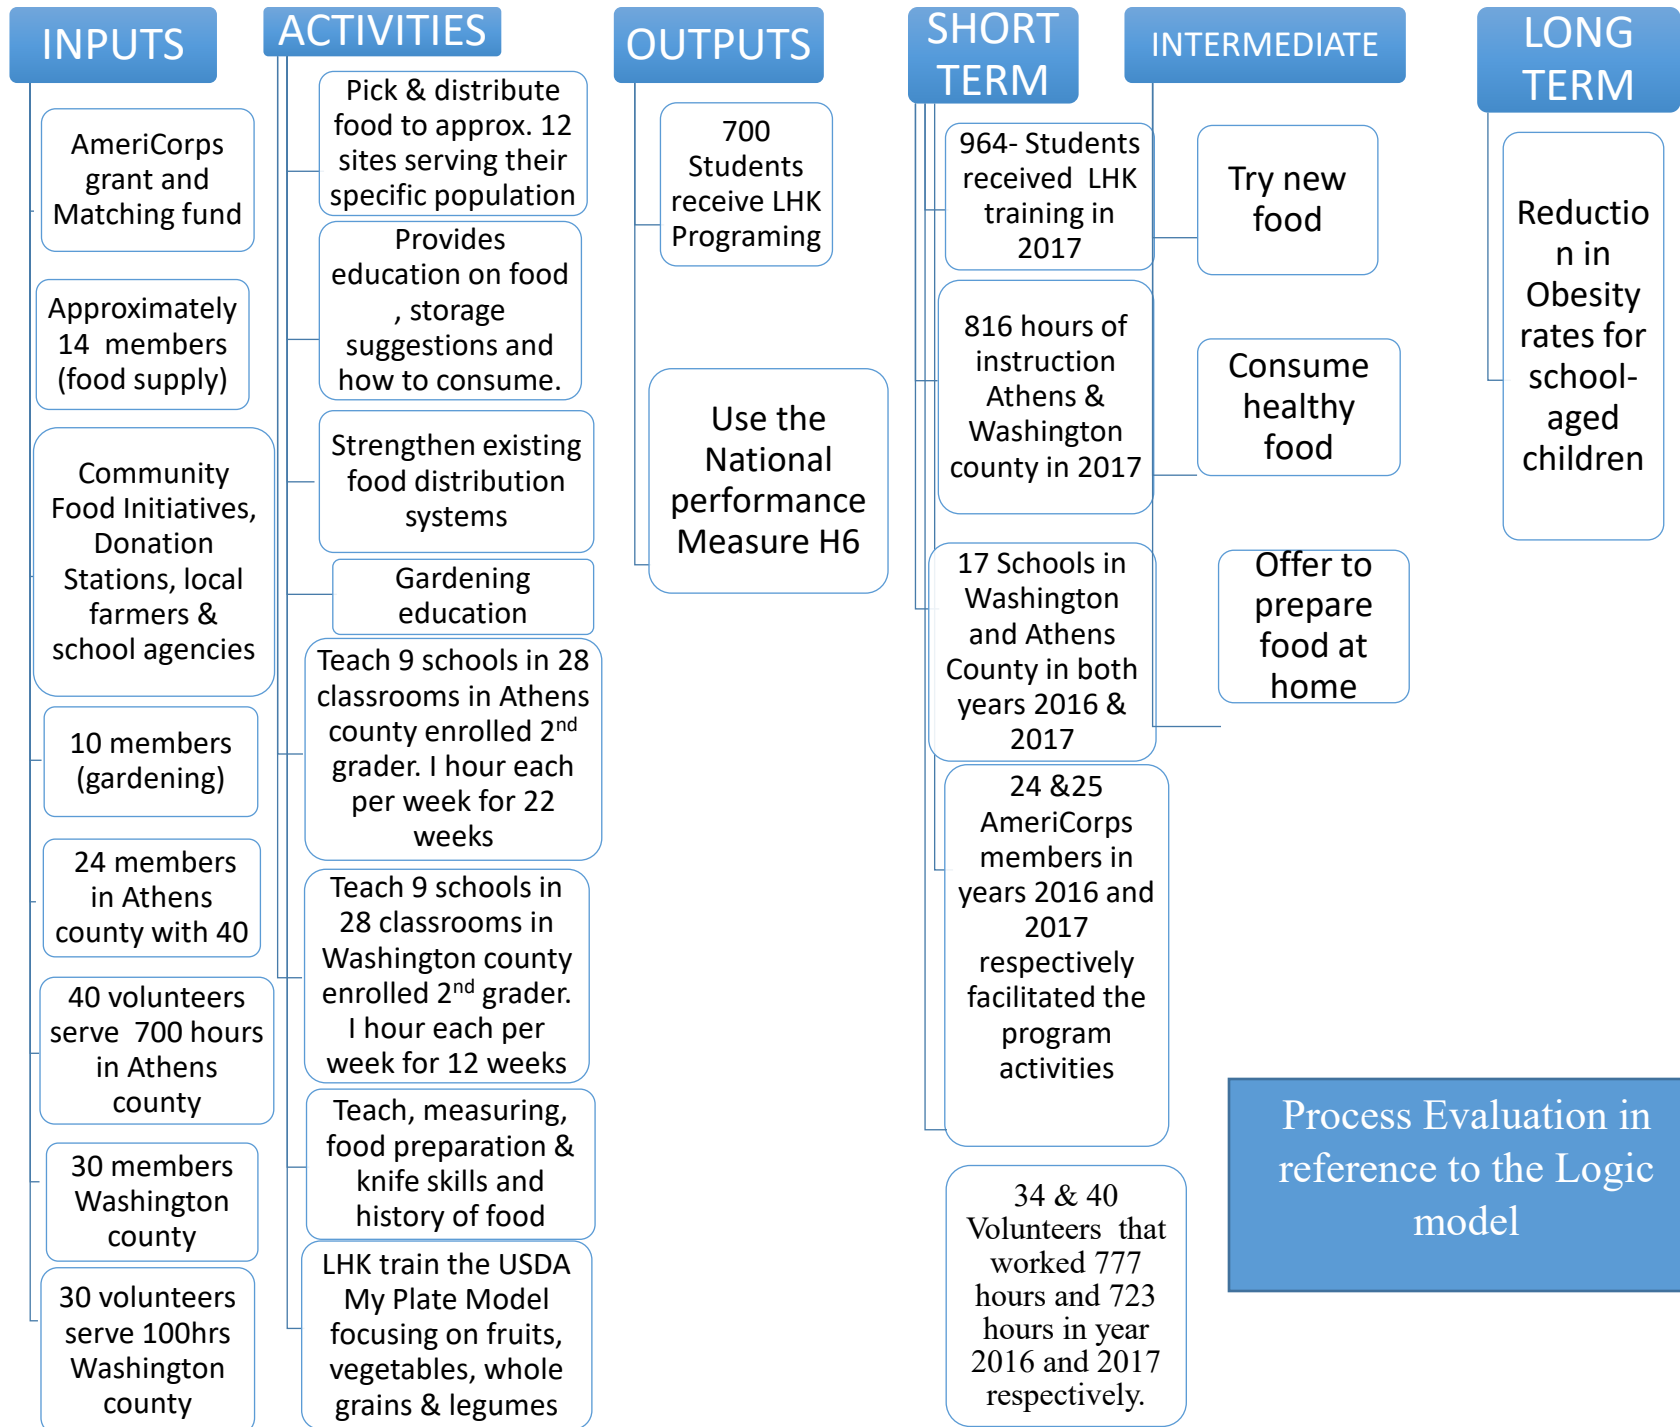 INPUTS
AmeriCorps
grant and
Matching fund
Approximately
14 members
(food supply)
Community
Food Initiatives,
Donation
Stations, local
farmers &
school agencies
10 members
(gardening)
24 members
in Athens
county with 40
40 volunteers
serve 700 hours
in Athens
county
30 members
Washington
county
30 volunteers
serve 100hrs
Washington
county
ACTIVITIES
Pick & distribute
food to approx. 12
sites serving their
specific population
Provides
education on food
, storage
suggestions and
how to consume.
Strengthen existing
food distribution
systems
Gardening
education
Teach 9 schools in 28
classrooms in Athens
county enrolled 2nd
grader. I hour each
per week for 22
weeks
Teach 9 schools in
28 classrooms in
Washington county
enrolled 2nd grader.
I hour each per
week for 12 weeks
Teach, measuring,
food preparation &
knife skills and
history of food
LHK train the USDA
My Plate Model
focusing on fruits,
vegetables, whole
grains & legumes
OUTPUTS
700
Students
receive LHK
Programing
Use the
National
performance
Measure H6
SHORT
TERM
964- Students
received LHK
training in
2017
816 hours of
instruction
Athens &
Washington
county in 2017
17 Schools in
Washington
and Athens
County in both
years 2016 &
2017
24 &25
AmeriCorps
members in
years 2016 and
2017
respectively
facilitated the
program
activities
34 & 40
Volunteers that
worked 777
hours and 723
hours in year
2016 and 2017
respectively.
INTERMEDIATE
Try new
food
Consume
healthy
food
Offer to
prepare
food at
home
LONG
TERM
Reductio
n in
Obesity
rates for
school-
aged
children
Process Evaluation in
reference to the Logic
model